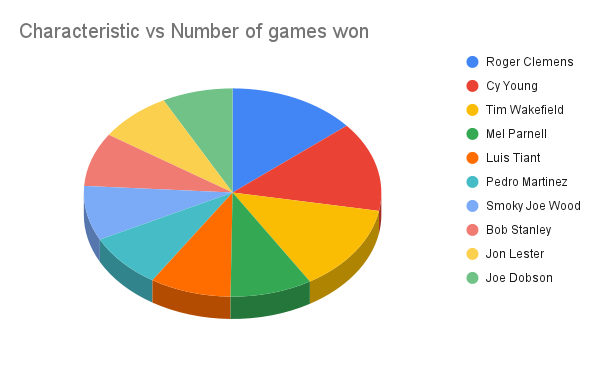 Characteristic vs Number of games won
Roger Clemens
Cy Young
Tim Wakefield
Mel Parnell
Luis Tiant
Pedro Martinez
Smoky Joe Wood
Bob Stanley
Jon Lester
Joe Dobson